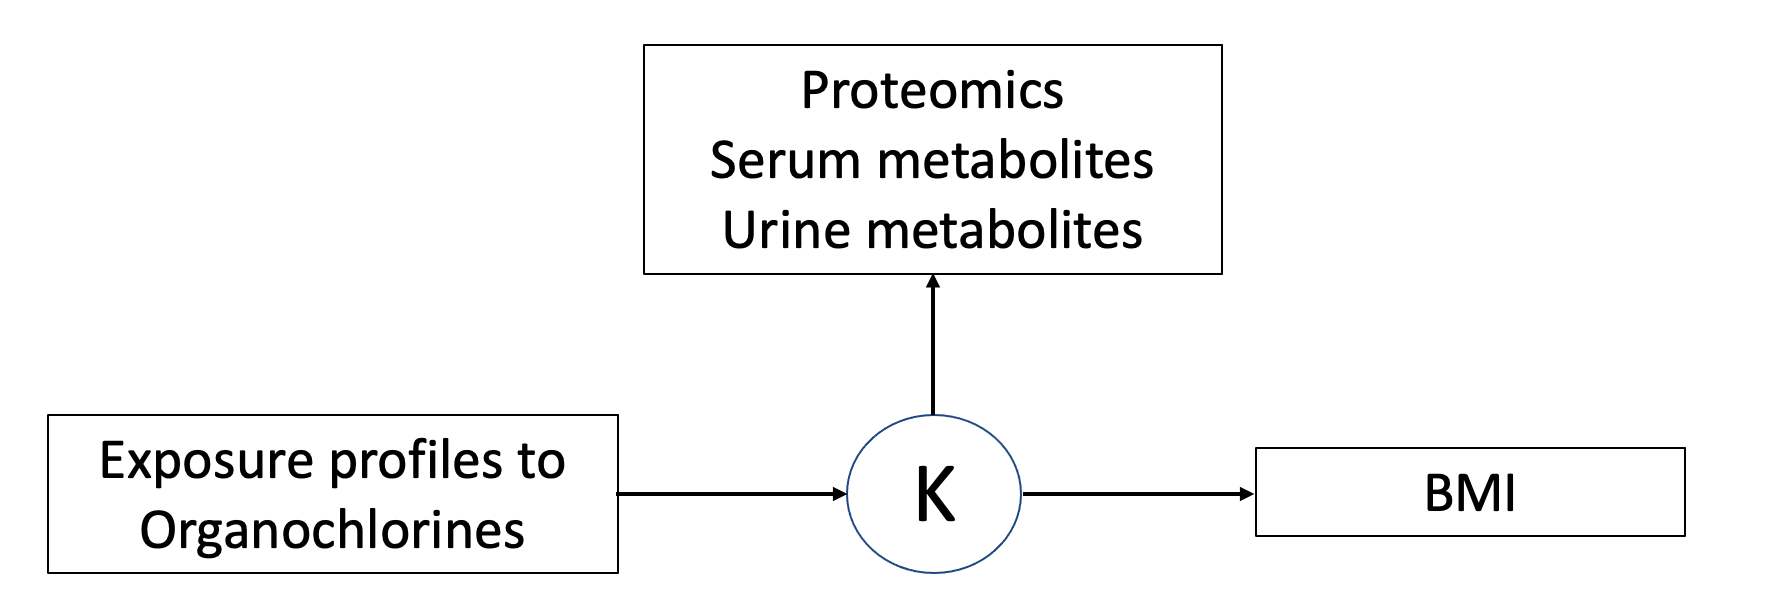 Proteomics
Serum metabolites
Urine metabolites
Exposure profiles to
Organochlorines
K
BMI